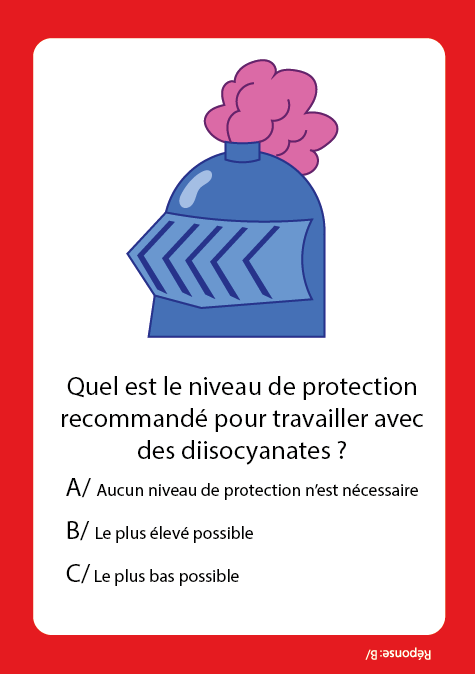 Quel est le niveau de protection
recommandé pour travailler avec
des diisocyanates ?
A/ Aucun niveau de protection n’est nécessaire
B/ Le plus élevé possible
C/ Le plus bas possible
Réponse: B/